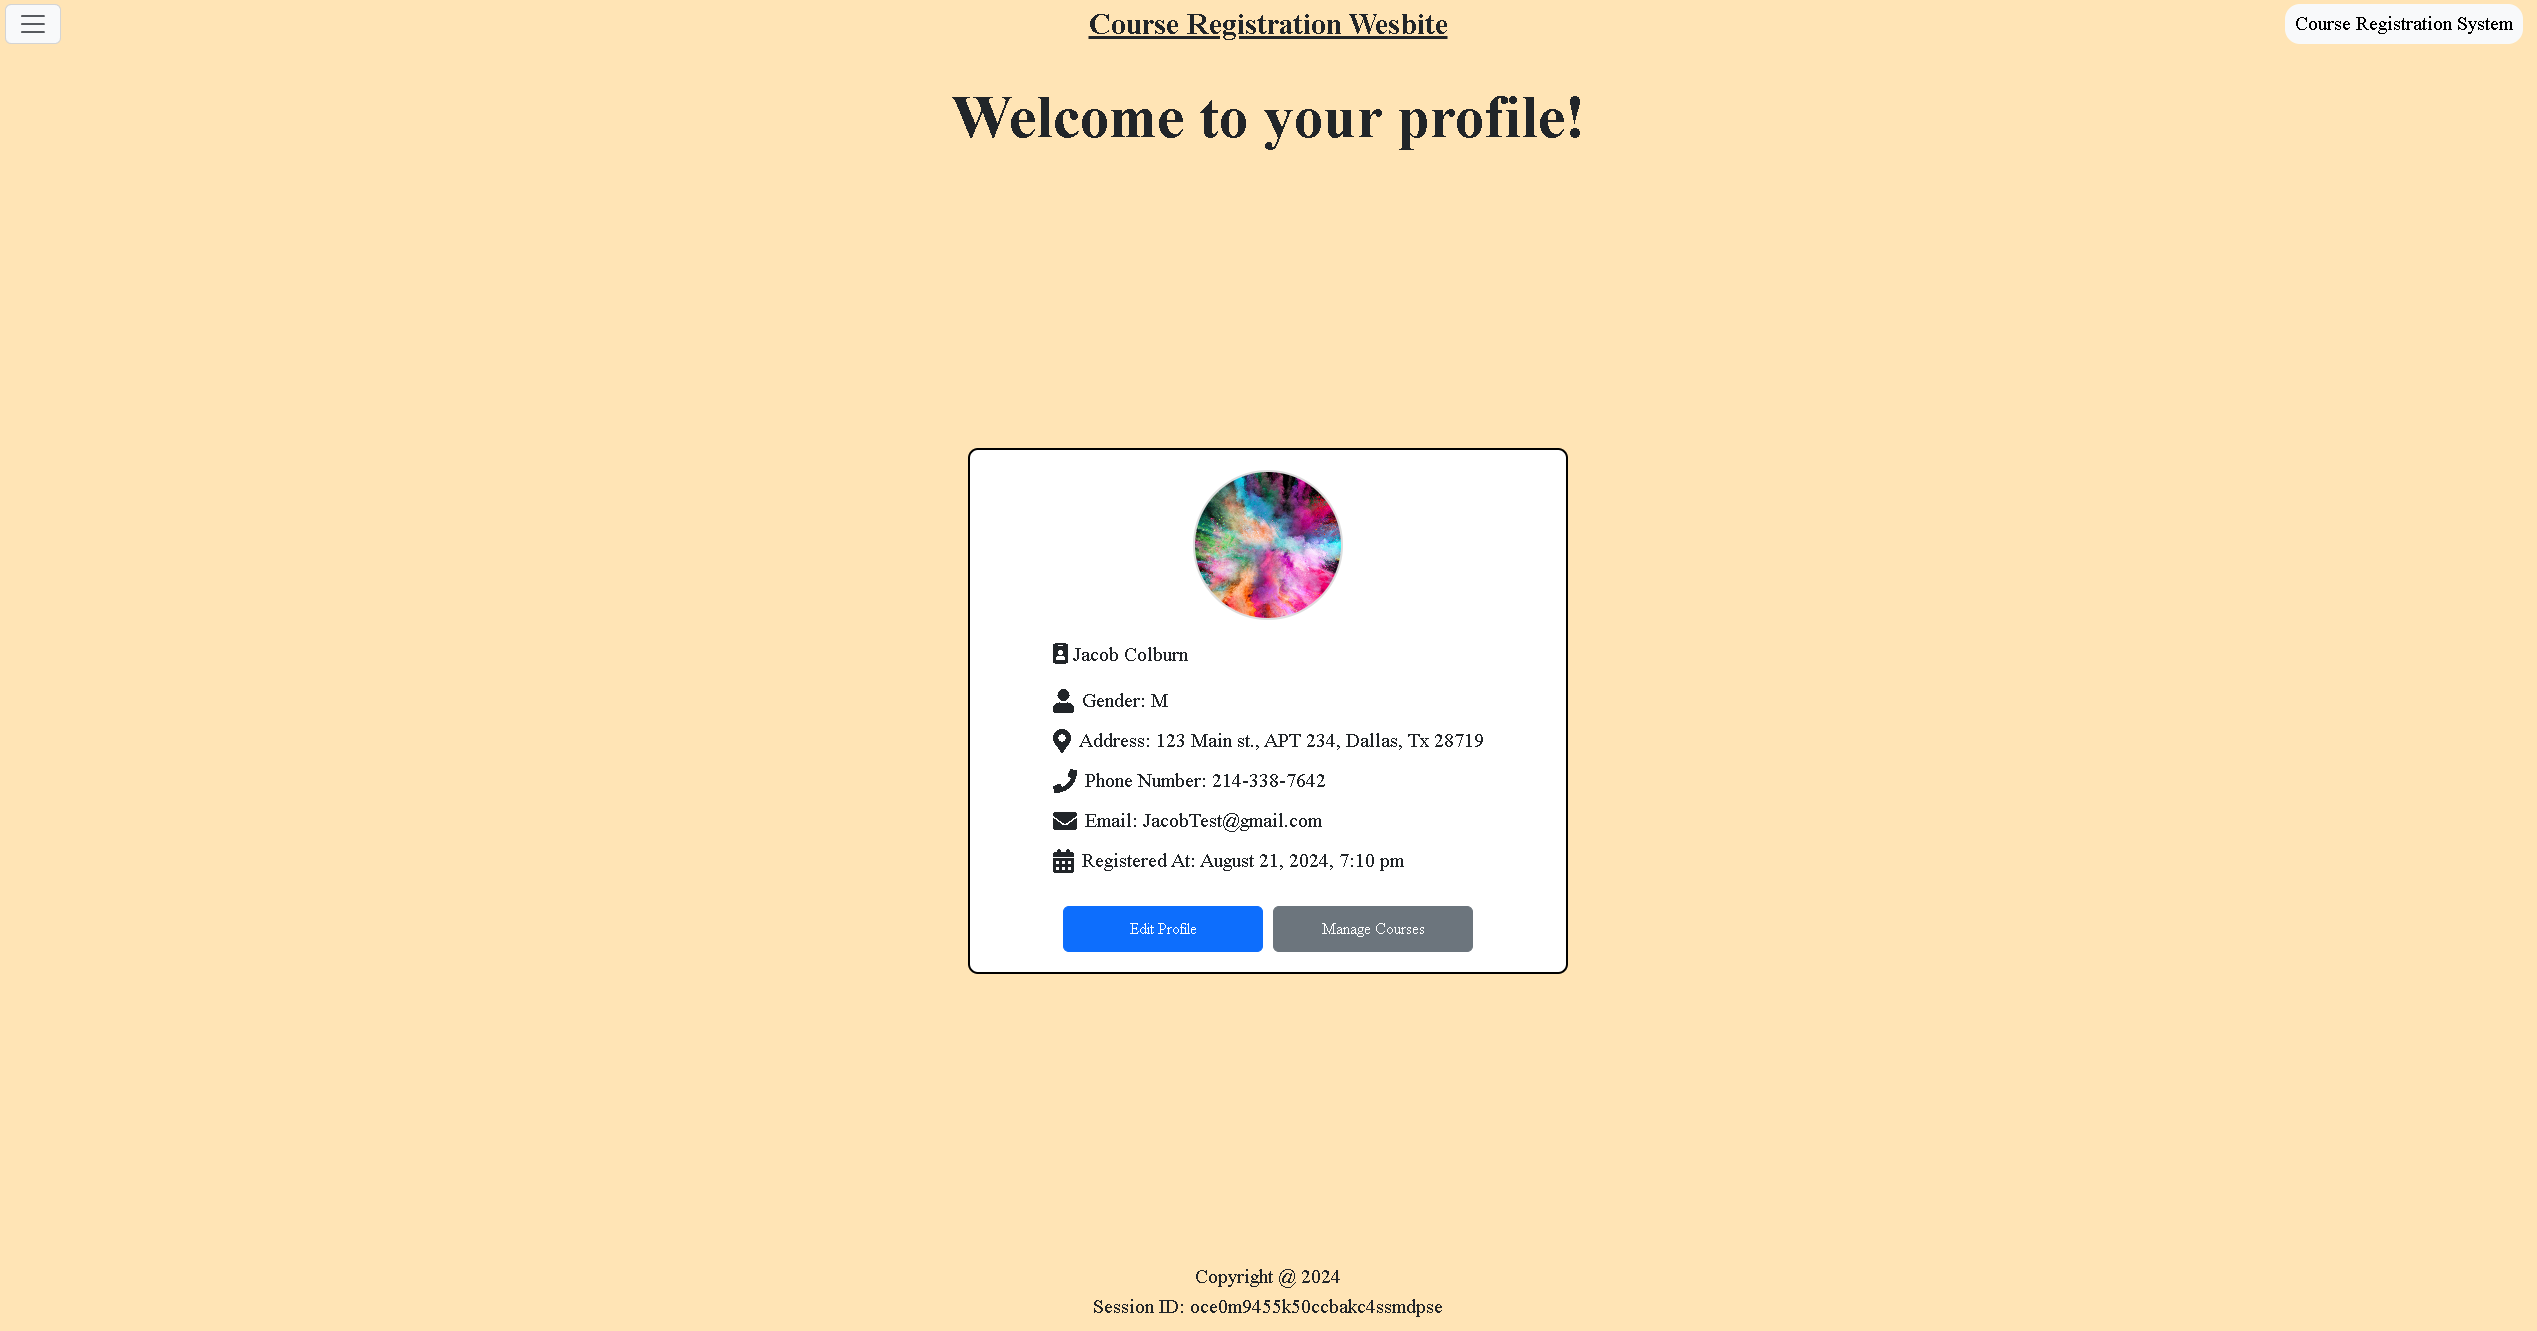 Course Registration Wesbite
Course Registration System
Welcome to your profile!
Jacob Colburn
Gender: M
Address: 123 Main st., APT 234, Dallas, Tx 28719
Phone Number: 214-338-7642
Email: JacobTest@gmail.com
Registered At: August 21, 2024, 7:10 pm
Edit Profile
Manage Courses
Copyright @ 2024
Session ID: oce0m9455k50ccbakc4ssmdpse